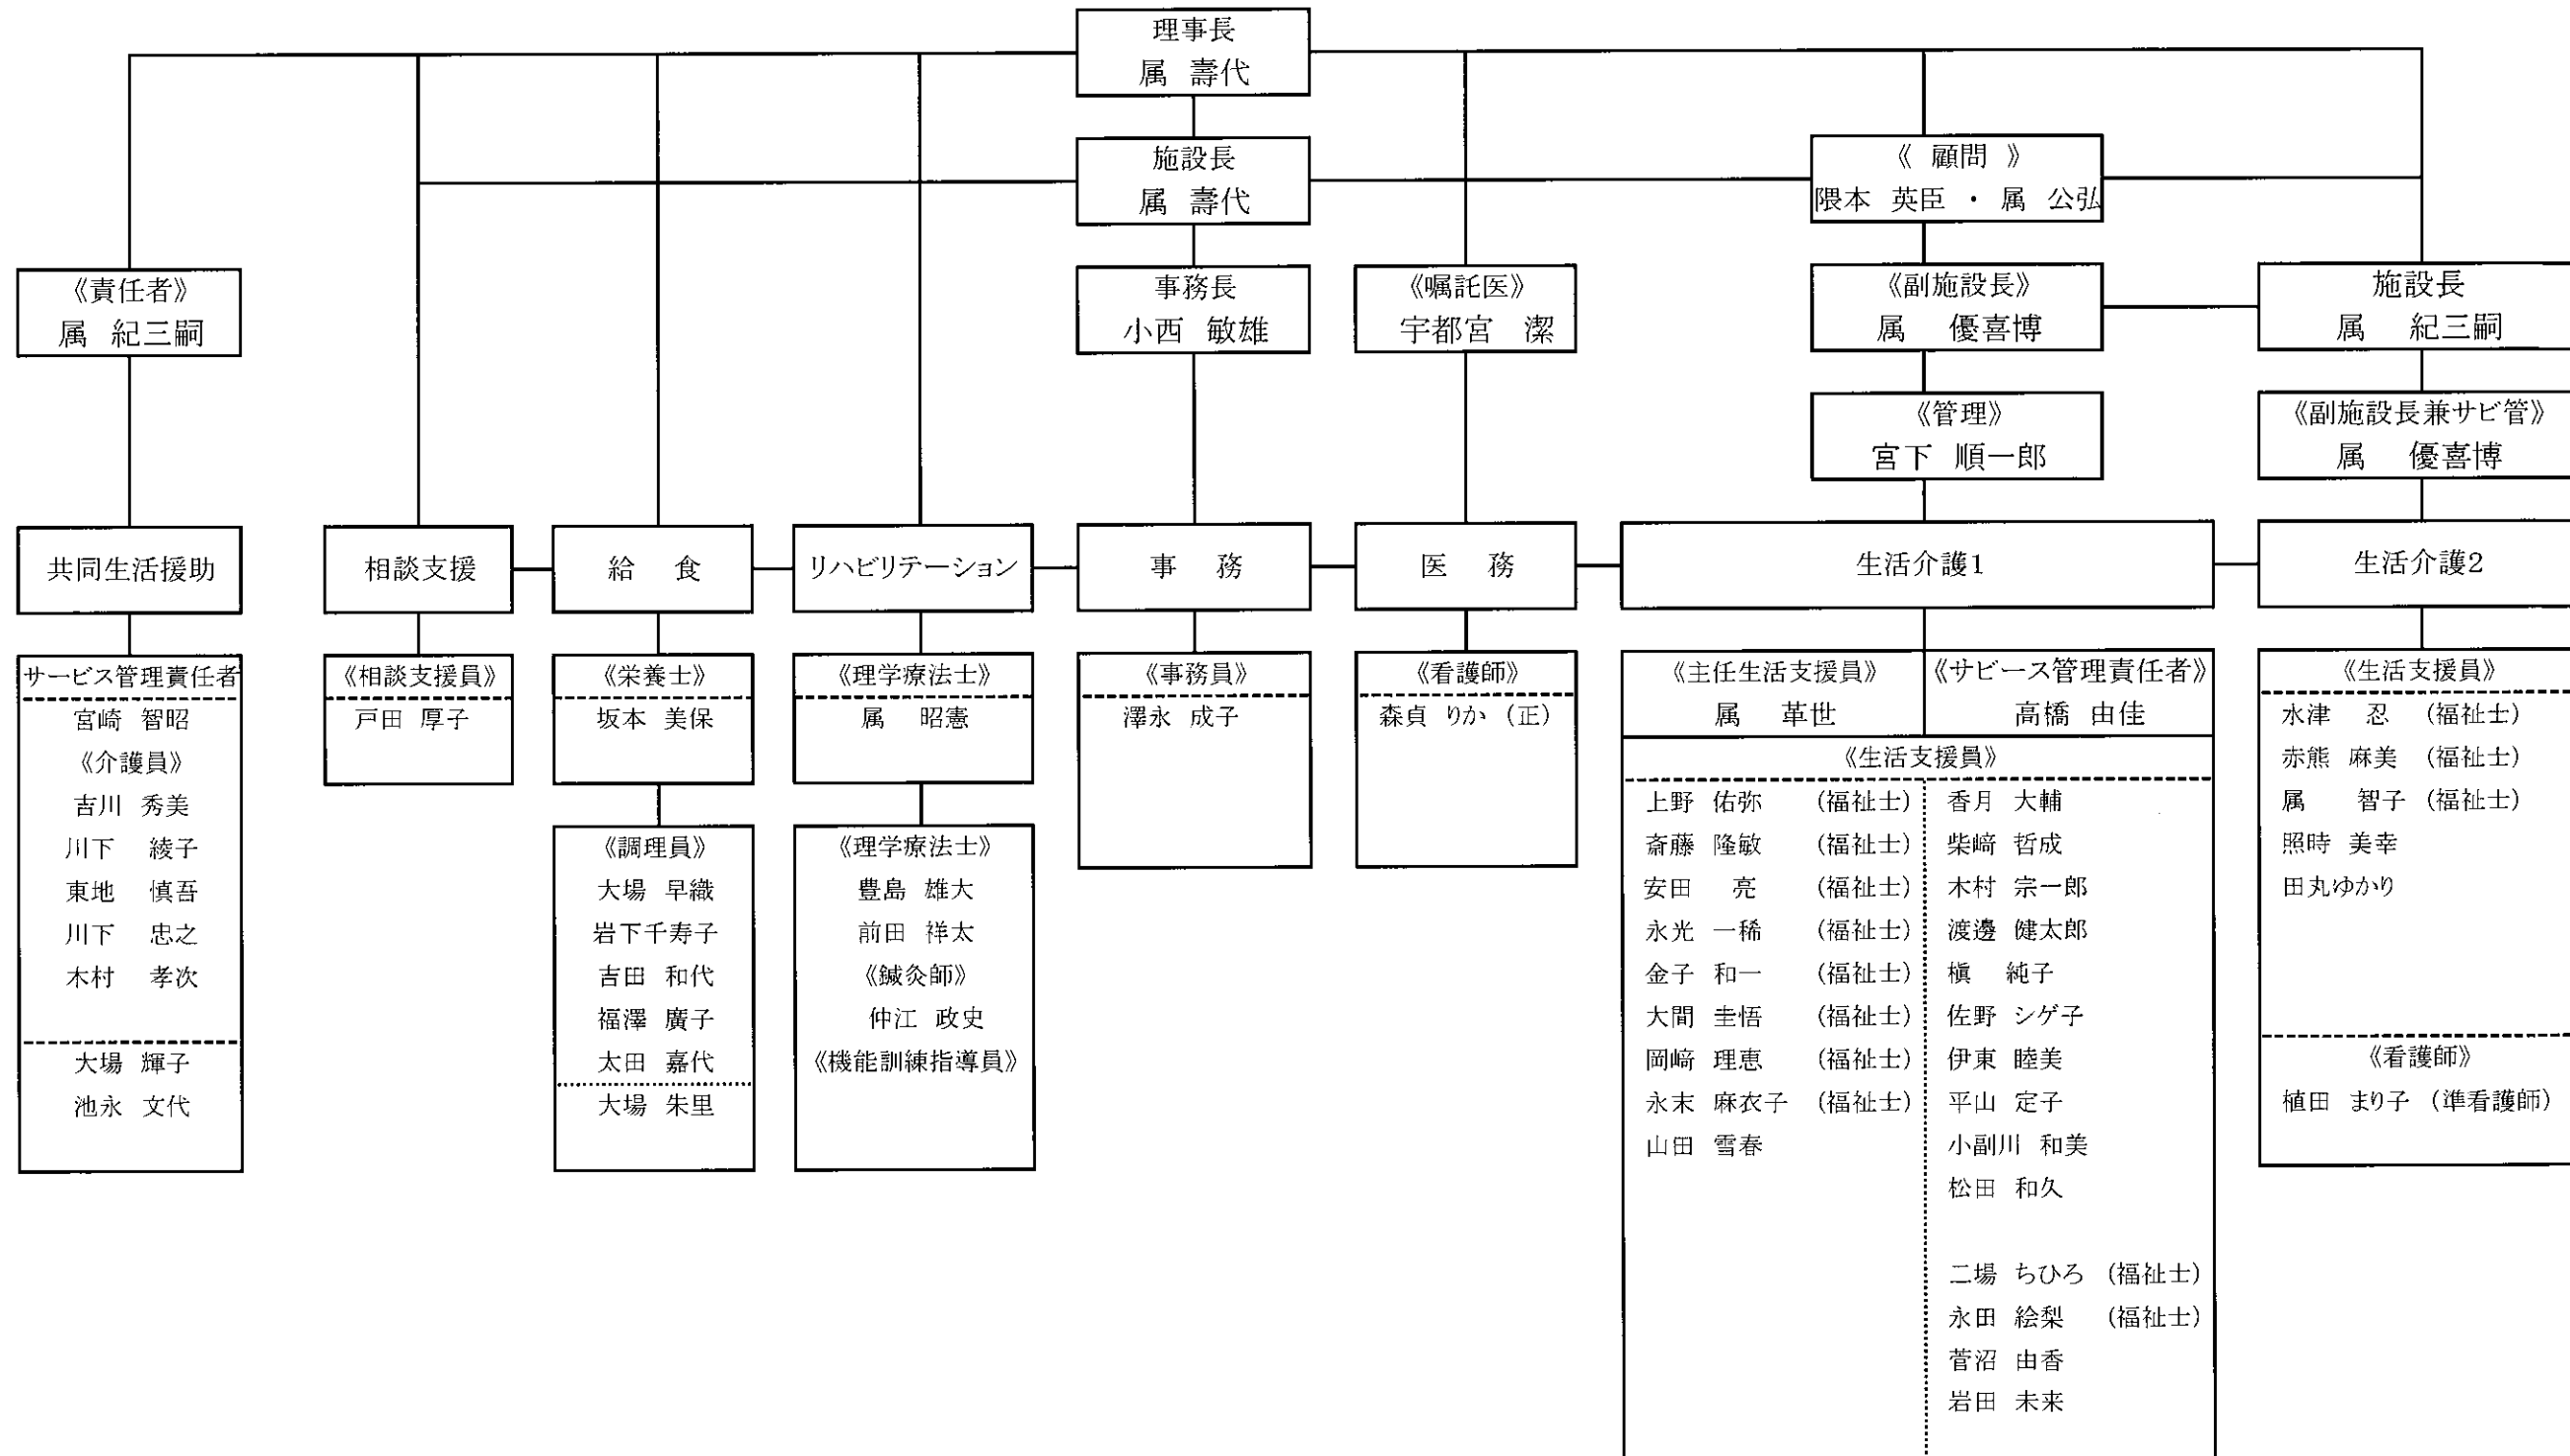 理事長
属 壽代
施設長
属 壽代
《 顧問 》
隈本 英臣 ・ 属 公弘
《責任者》
属 紀三嗣
事務長
小西 敏雄
《嘱託医》
宇都宮 潔
《副施設長》
属 優喜博
施設長
属 紀三嗣
《管理》
宮下 順一郎
《副施設長兼サビ管》
属 優喜博
共同生活援助
相談支援
給 食
リハビリテーション
事 務
医 務
生活介護1
生活介護2
サービス管理責任者
宮崎 智昭
《介護員》
吉川 秀美
川下 綾子
東地 慎吾
川下 忠之
木村 孝次
大場 輝子
池永 文代
《相談支援員》
戸田 厚子
《栄養士》
坂本 美保
《調理員》
大場 早織
岩下千寿子
吉田 和代
福澤 廣子
太田 嘉代
大場 朱里
《理学療法士》
属 昭憲
《理学療法士》
豊島 雄大
前田 祥太
《鍼灸師》
仲江 政史
《機能訓練指導員》
《事務員》
澤永 成子
《看護師》
森貞 りか (正)
《主任生活支援員》
属 革世
《サビース管理責任者》
高橋 由佳
《生活支援員》
上野 佑弥 (福祉士)
斎藤 隆敏 (福祉士)
安田 亮 (福祉士)
永光 一稀 (福祉士)
金子 和一 (福祉士)
大間 圭悟 (福祉士)
岡﨑 理恵 (福祉士)
永末 麻衣子 (福祉士)
山田 雪春
香月 大輔
柴﨑 哲成
木村 宗一郎
渡邊 健太郎
槇 純子
佐野 シゲ子
伊東 睦美
平山 定子
小副川 和美
松田 和久
二場 ちひろ (福祉士)
永田 絵梨 (福祉士)
菅沼 由香
岩田 未来
《生活支援員》
水津 忍 (福祉士)
赤熊 麻美 (福祉士)
属 智子 (福祉士)
照時 美幸
田丸ゆかり
《看護師》
植田 まり子 (準看護師)